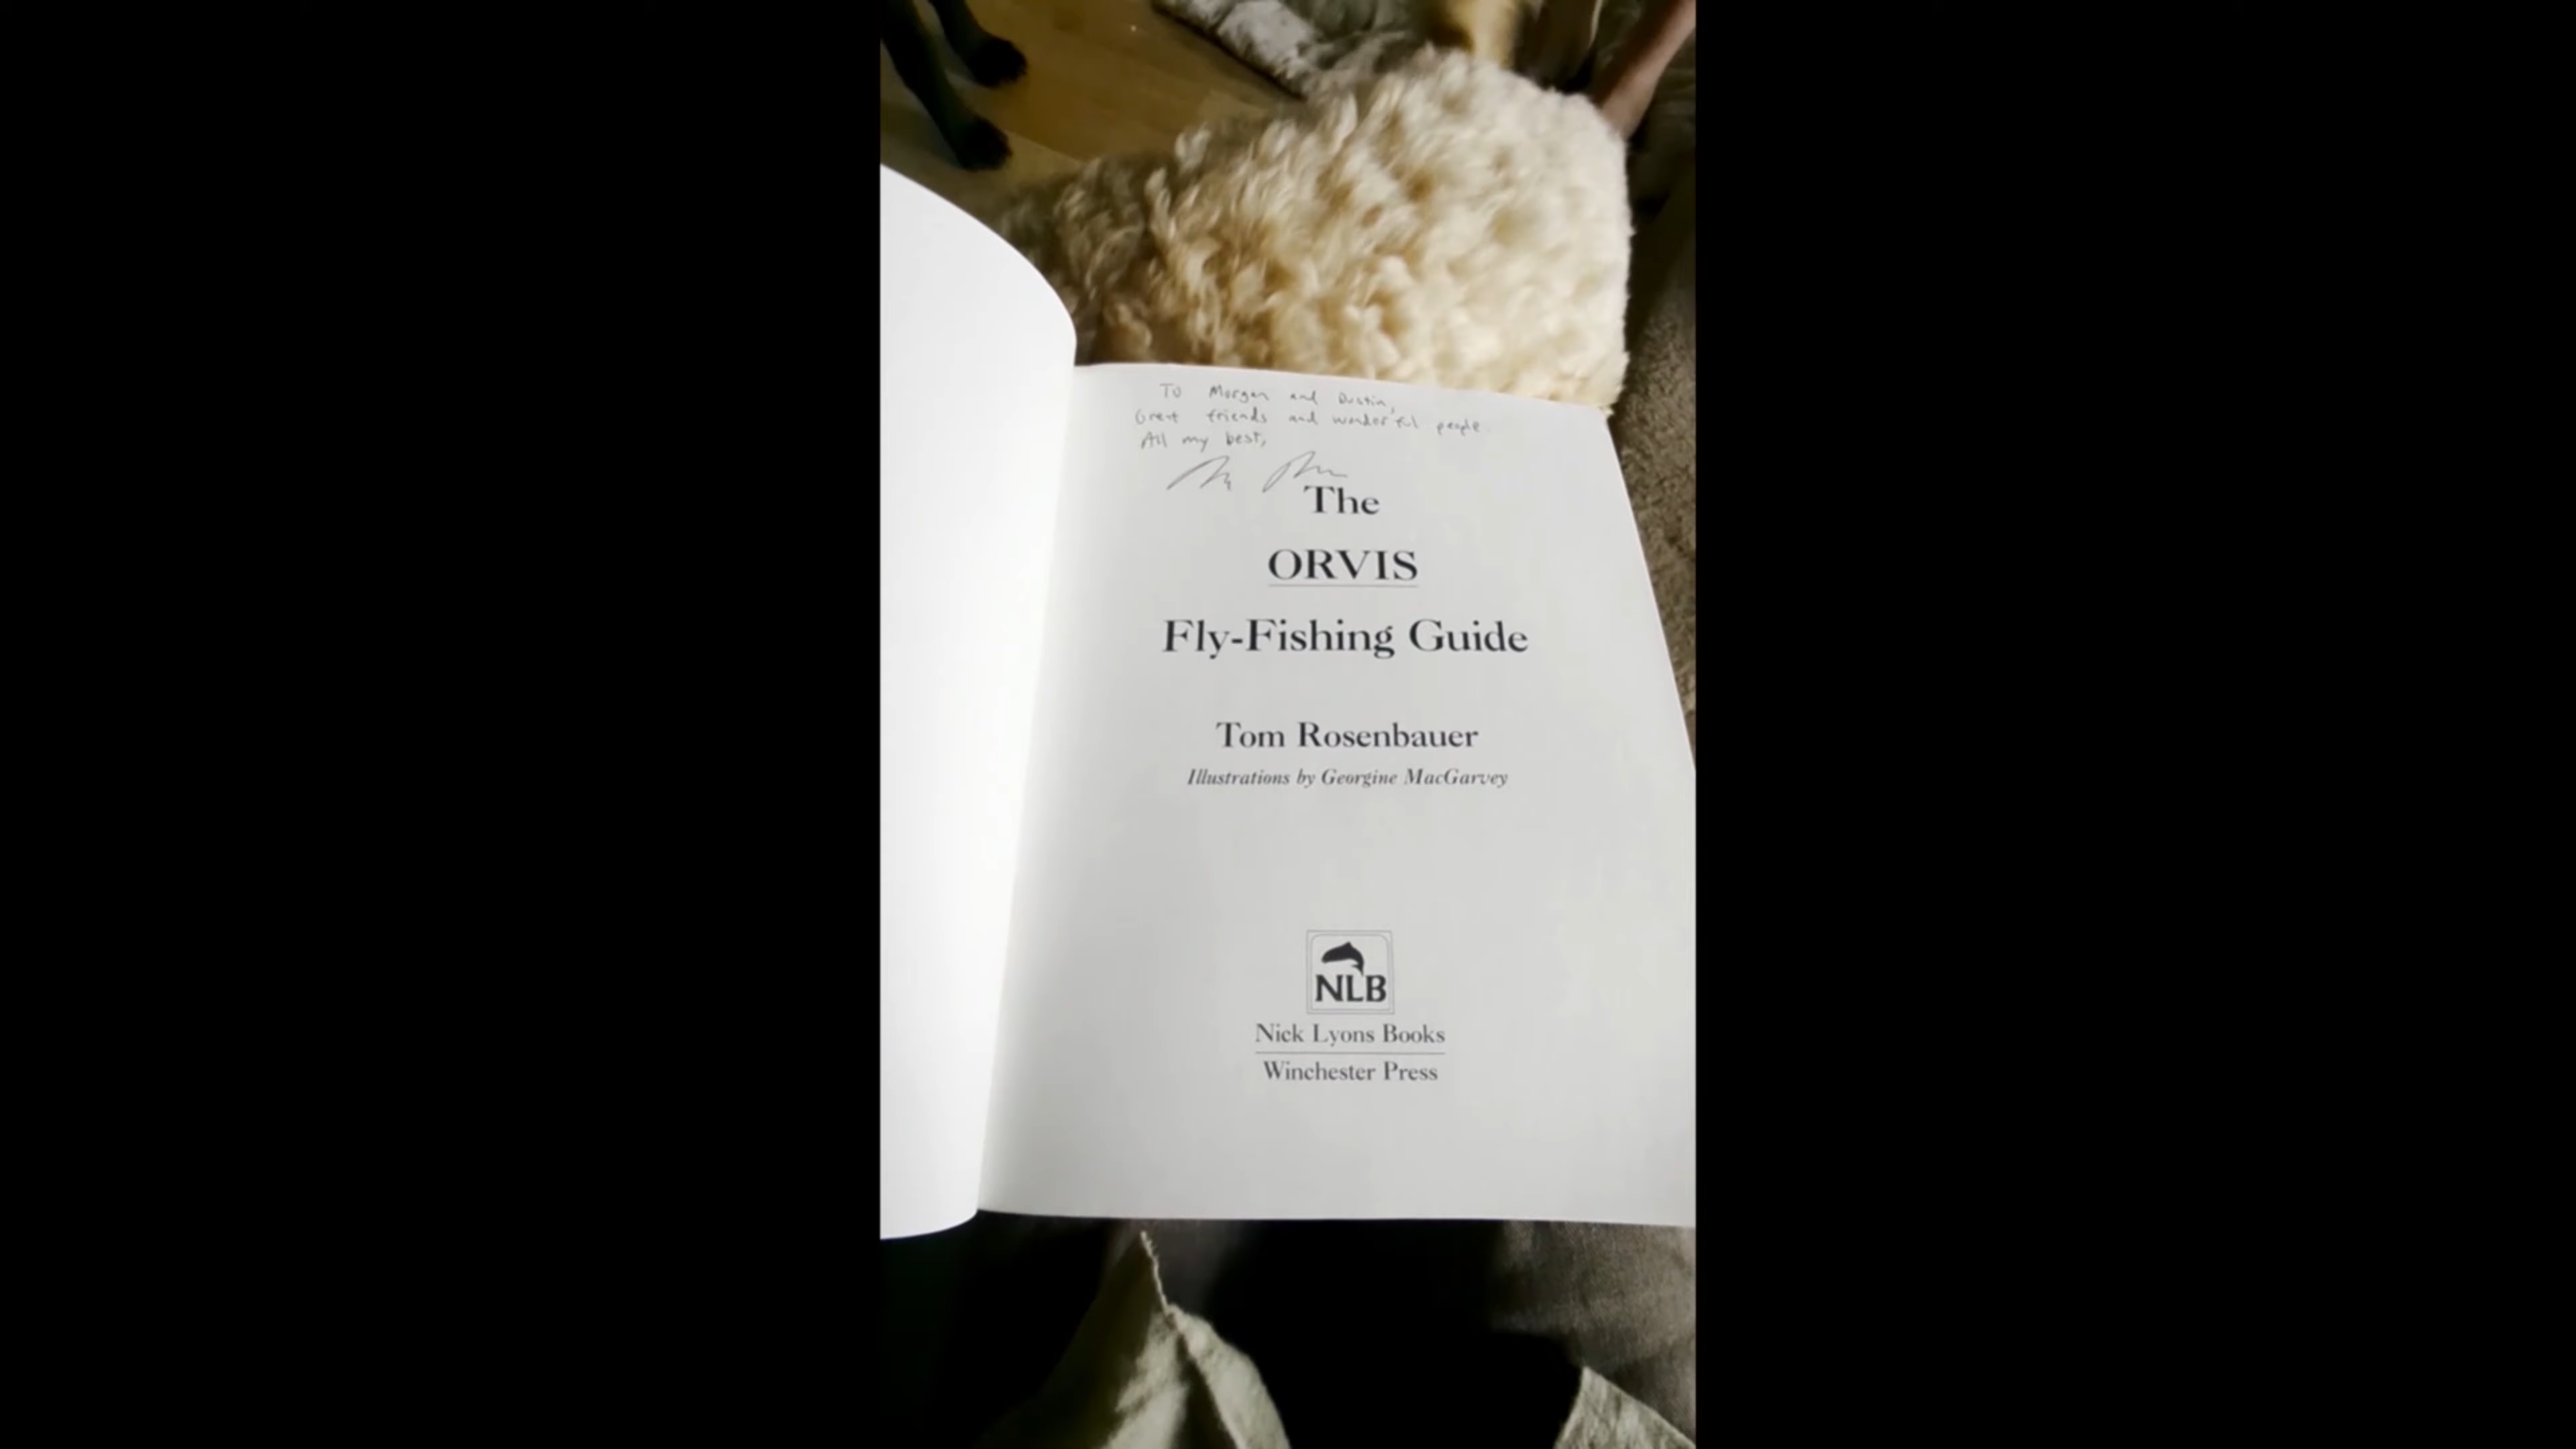 To Morgan and Dustin,
Great friends and wonderful people.
All my best,
The
ORVIS
Fly-Fishing Guide
Tom Rosenbauer
Illustrations by Georgine MacGarvey
NLB
Nick Lyons Books
Winchester Press